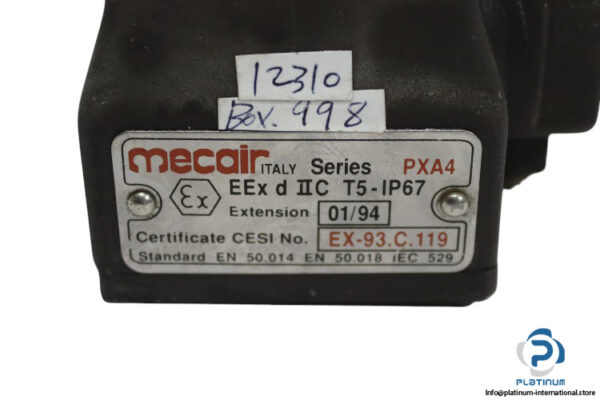 12310
Box. 998
mecair ITALY Series PXA4
Ex EEx d IIC T5-IP67
Extension 01/94
Certificate CESI No. EX-93.C.119
Standard EN 50.014 EN 50.018 IEC 529
PLATINUM
Info@platinum-international.store